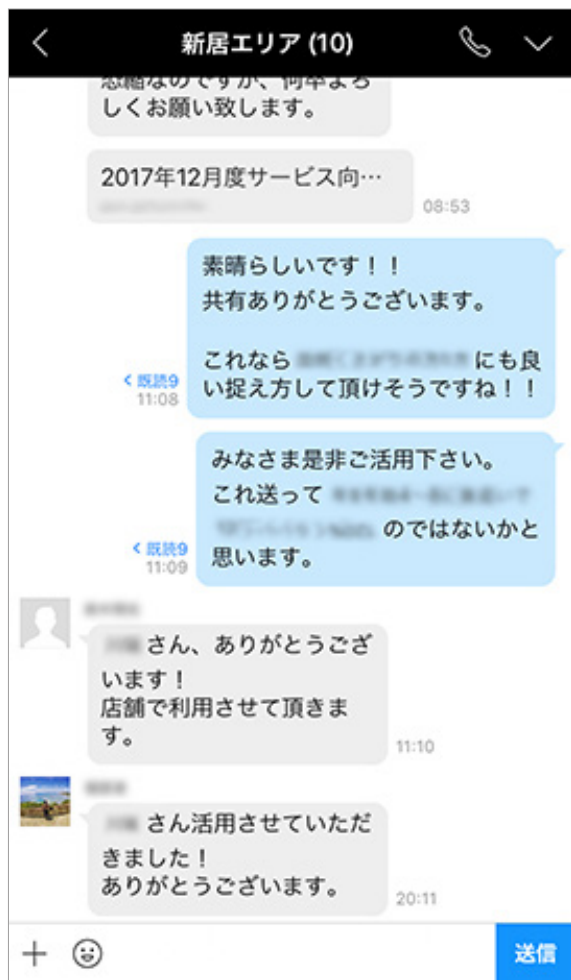 新居エリア (10)
恐縮なのですが、何卒よろ
しくお願い致します。
2017年12月度サービス向…
08:53
素晴らしいです！！
共有ありがとうございます。
これなら にも良
い捉え方して頂けそうですね！！
既読9
11:08
みなさま是非ご活用下さい。
これ送って
のではないかと
思います。
既読9
11:09
さん、ありがとうござ
います！
店舗で利用させて頂きま
す。
11:10
さん活用させていただ
きました！
ありがとうございます。
20:11
送信